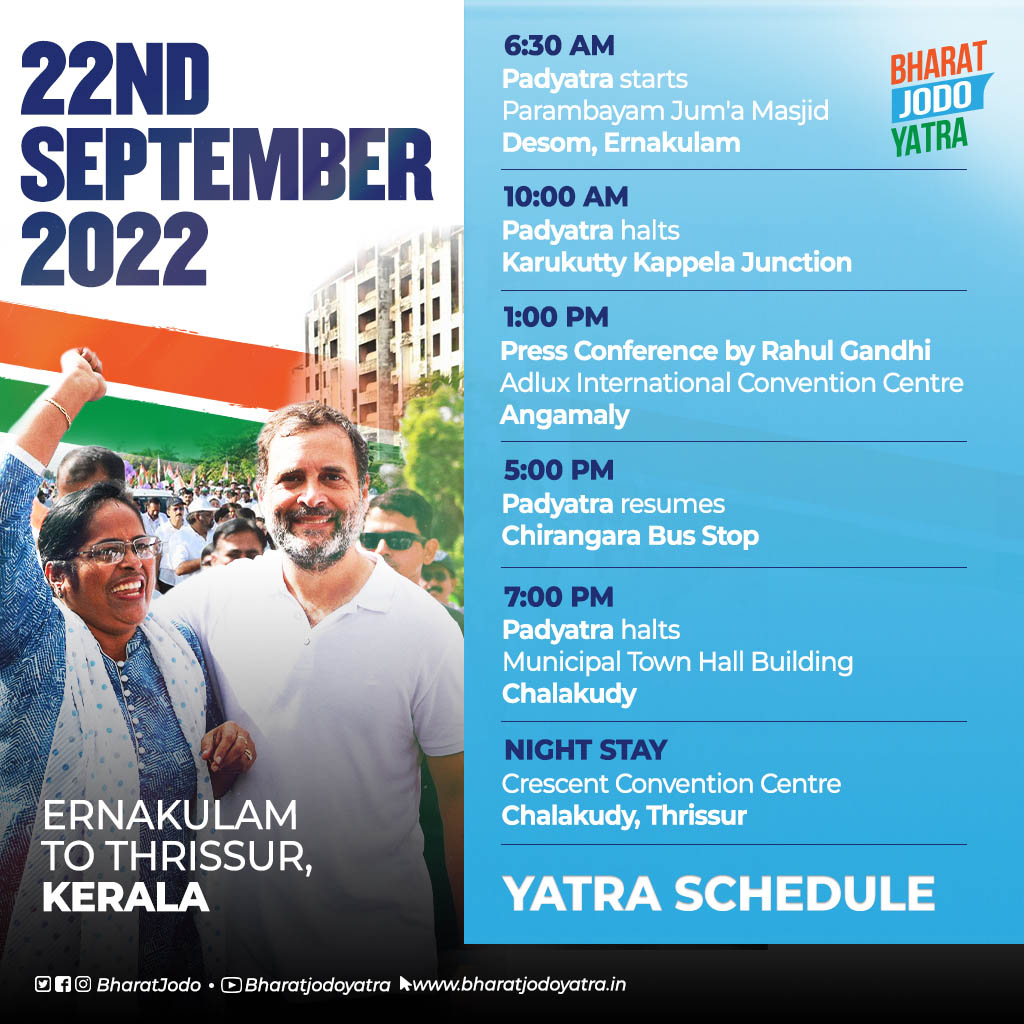 22ND
SEPTEMBER
2022
ERNAKULAM
TO THRISSUR,
KERALA
BHARAT
JODO
YATRA
6:30 AM
Padyatra starts
Parambayam Jum'a Masjid
Desom, Ernakulam
10:00 AM
Padyatra halts
Karukutty Kappela Junction
1:00 PM
Press Conference by Rahul Gandhi
Adlux International Convention Centre
Angamaly
5:00 PM
Padyatra resumes
Chirangara Bus Stop
7:00 PM
Padyatra halts
Municipal Town Hall Building
Chalakudy
NIGHT STAY
Crescent Convention Centre
Chalakudy, Thrissur
YATRA SCHEDULE
BharatJodo • Bharatjodoyatra www.bharatjodoyatra.in